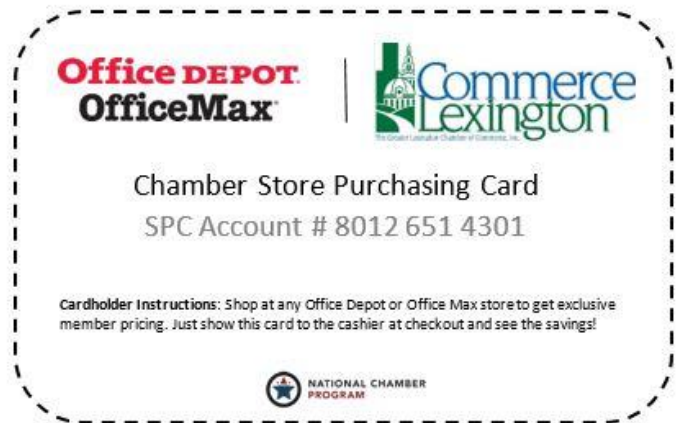 Office DEPOT
OfficeMax
Commerce
Lexington
Chamber Store Purchasing Card
SPC Account # 8012 651 4301
Cardholder Instructions: Shop at any Office Depot or Office Max store to get exclusive
member pricing. Just show this card to the cashier at checkout and see the savings!
NATIONAL CHAMBER
PROGRAM